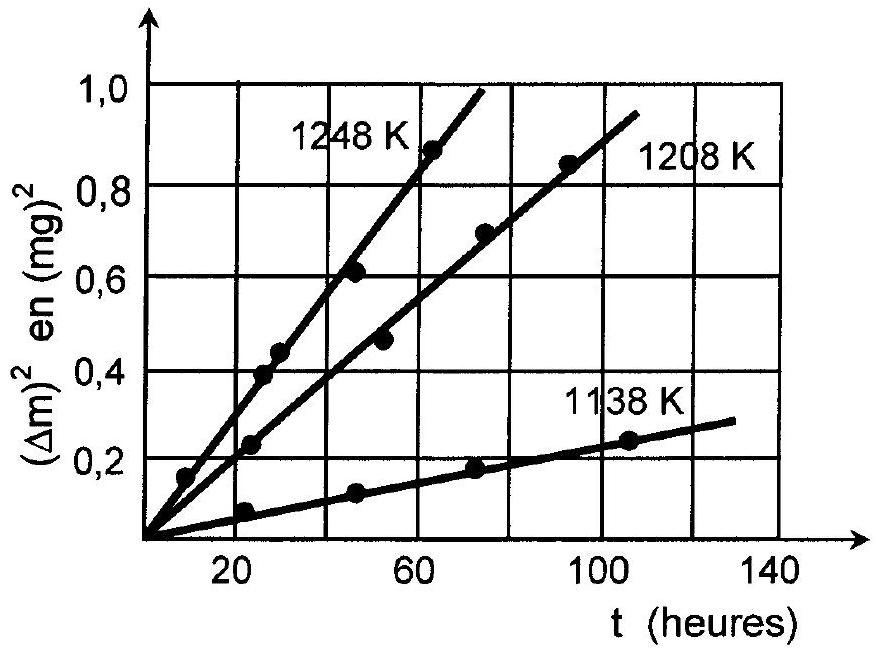 1,0
1248 K
1208 K
0,8
0,6
0,4
1138 K
0,2
(Δm)² en (mg)²
20 60 100 140
t (heures)